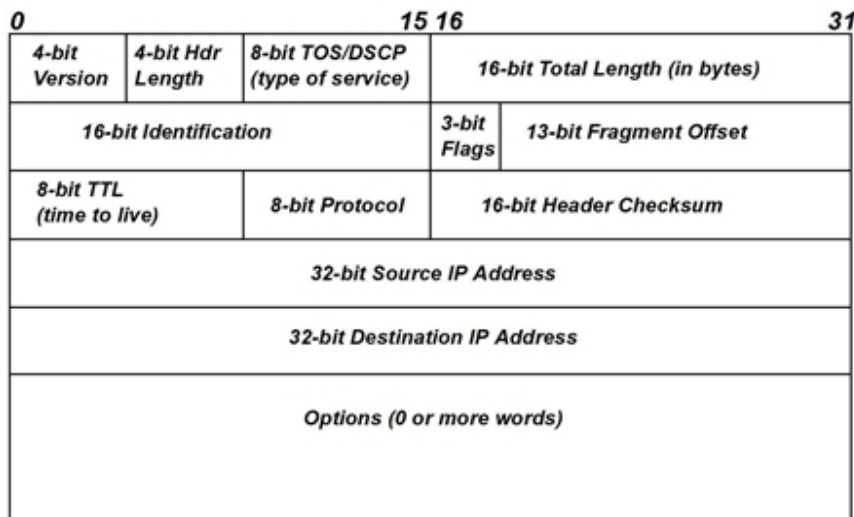 0 15 16 31
4-bit Version
4-bit Hdr Length
8-bit TOS/DSCP
(type of service)
16-bit Total Length (in bytes)
16-bit Identification
3-bit Flags
13-bit Fragment Offset
8-bit TTL
(time to live)
8-bit Protocol
16-bit Header Checksum
32-bit Source IP Address
32-bit Destination IP Address
Options (0 or more words)